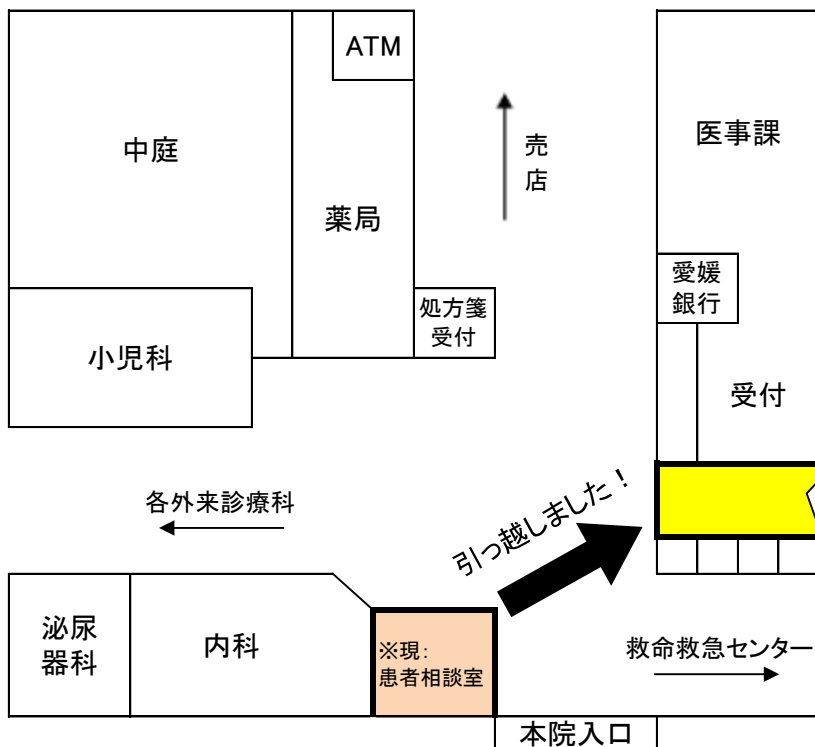 ATM
中庭
薬局
売店
医事課
処方箋
受付
愛媛
銀行
小児科
受付
各外来診療科
引っ越しました！
泌尿
器科
内科
※現：
患者相談室
救命救急センター
本院入口